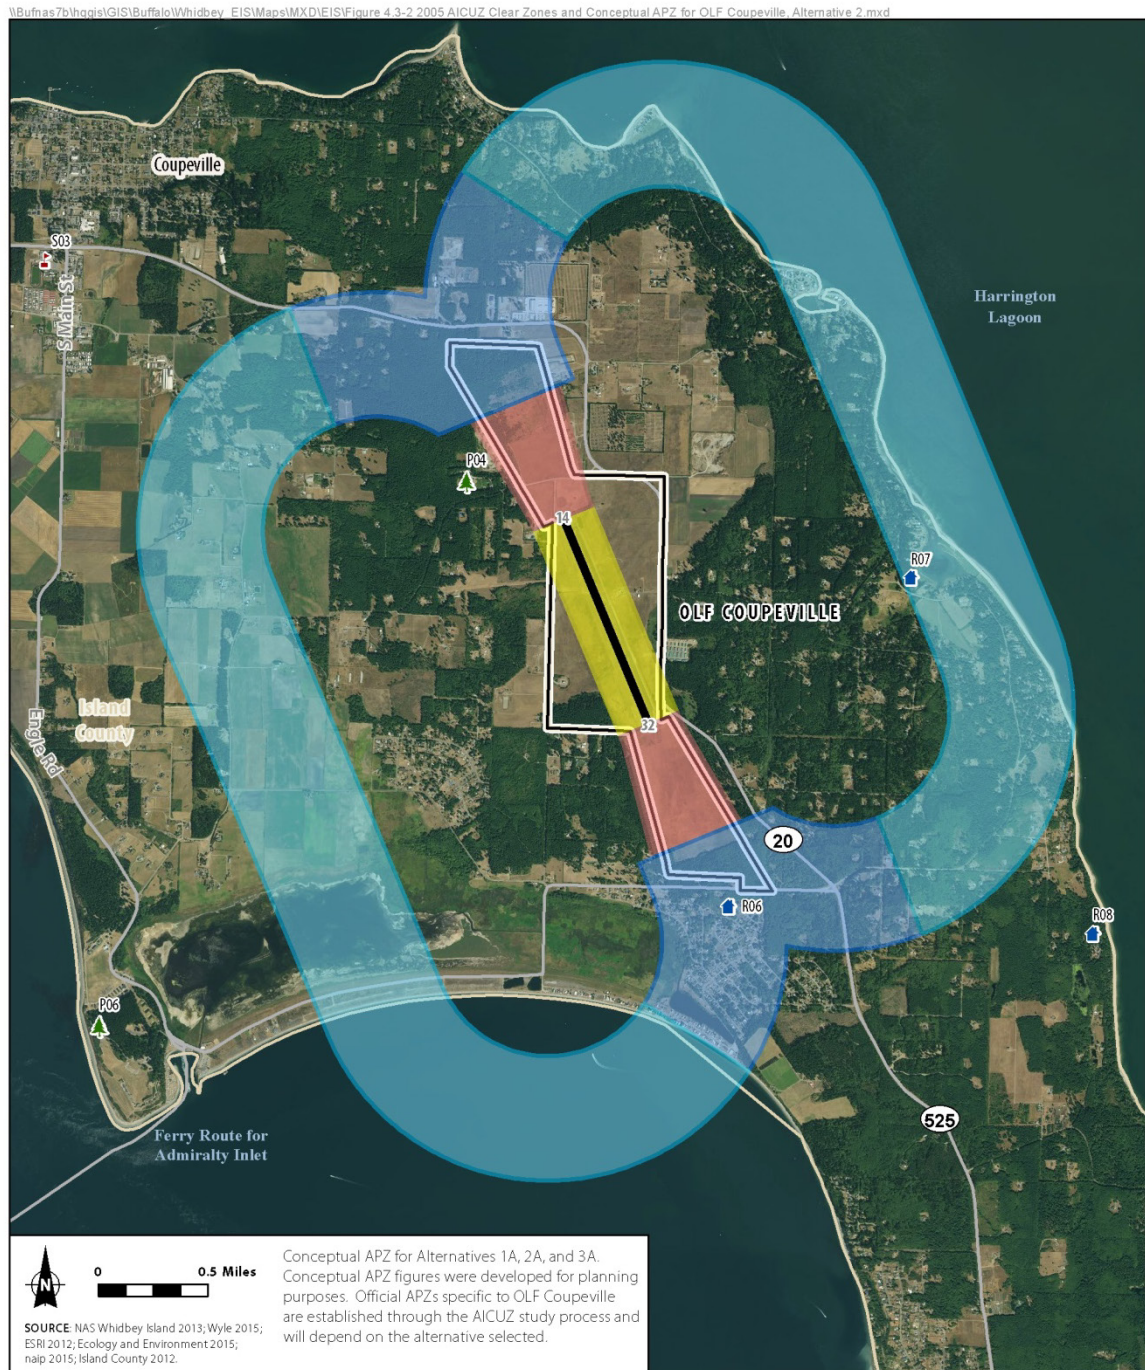 \\Bufnas7b\hqgis\GIS\Buffalo\Whidbey_EIS\Maps\MXD\EIS\Figure 4.3-2 2005 AICUZ Clear Zones and Conceptual APZ for OLF Coupeville, Alternative 2.mxd
Coupeville
S03
S Main St
Harrington
Lagoon
P04
14
R07
OLF COUPEVILLE
Island
County
Engle Rd
32
20
R06
R08
P06
525
Ferry Route for
Admiralty Inlet
N
0 0.5 Miles
SOURCE: NAS Whidbey Island 2013; Wyle 2015;
ESRI 2012; Ecology and Environment 2015;
naip 2015; Island County 2012.
Conceptual APZ for Alternatives 1A, 2A, and 3A.
Conceptual APZ figures were developed for planning
purposes. Official APZs specific to OLF Coupeville
are established through the AICUZ study process and
will depend on the alternative selected.